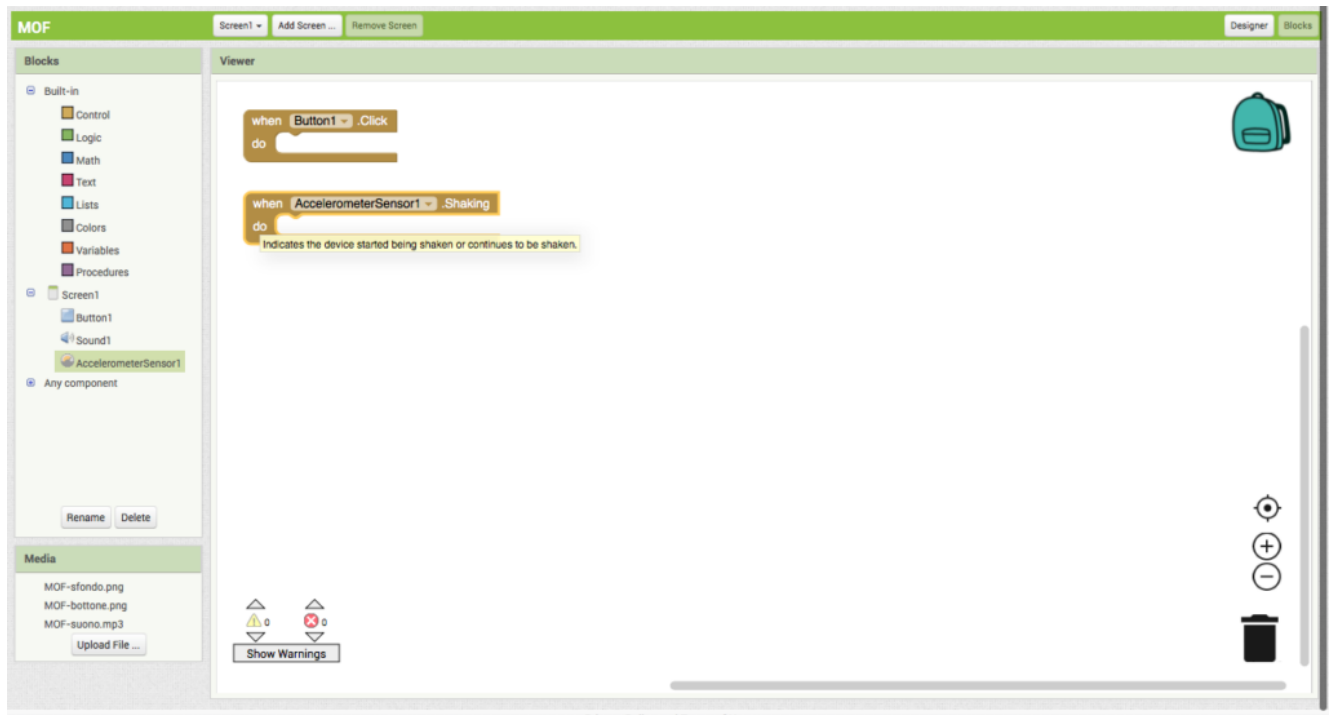 MOF
Screen1
Add Screen ...
Remove Screen
Designer
Blocks
Blocks
Viewer
Built-in
Control
Logic
Math
Text
Lists
Colors
Variables
Procedures
Screen1
Button1
Sound1
AccelerometerSensor1
Any component
Rename
Delete
when Button1 .Click
do
when AccelerometerSensor1 .Shaking
do
Indicates the device started being shaken or continues to be shaken.
Media
MOF-sfondo.png
MOF-bottone.png
MOF-suono.mp3
Upload File ...
0
0
Show Warnings